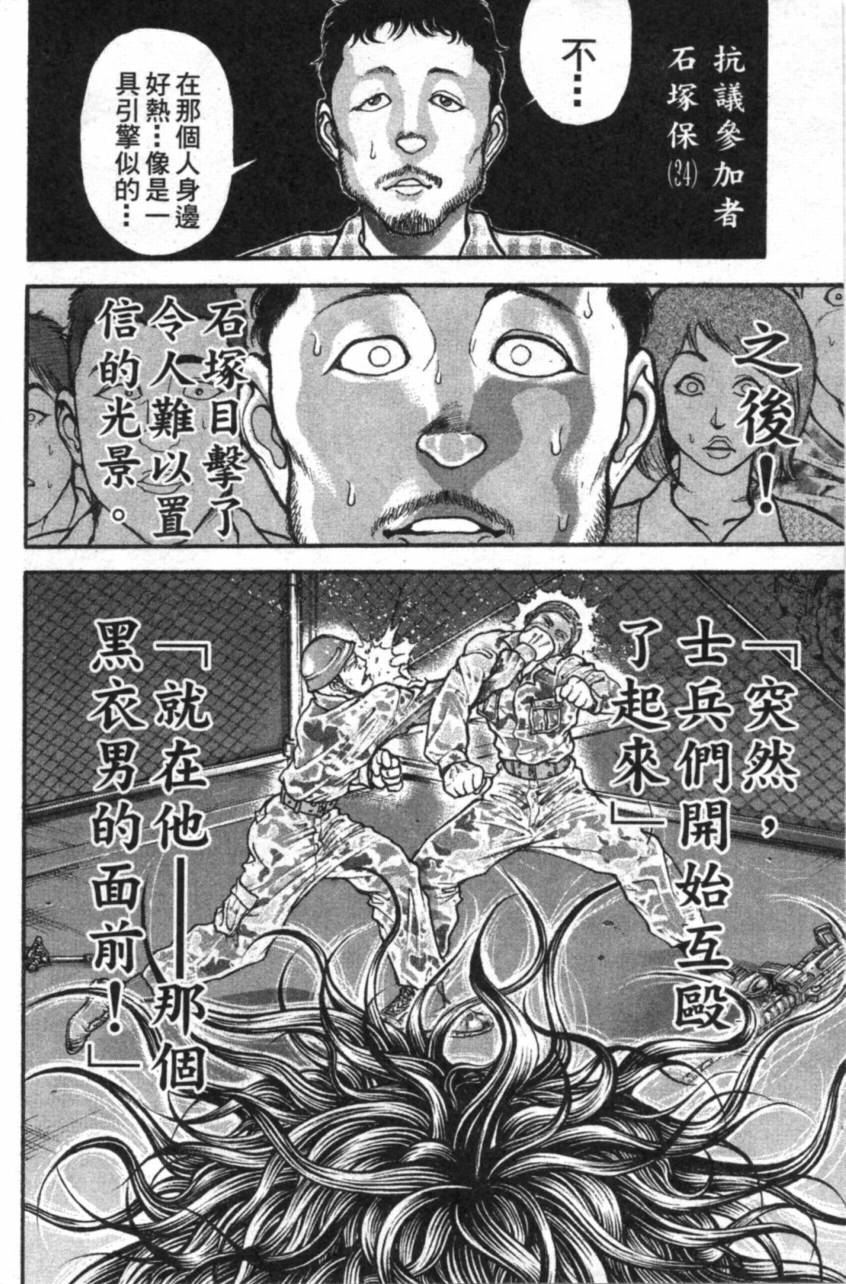 抗議參加者
石塚保(34)
不…
在那個人身邊
好熱…像是一
具引擎似的…
之後!
石塚目擊了
令人難以置
信的光景。
「突然,
士兵們開始互毆
了起來」
「就在他——那個
黑衣男的面前!」